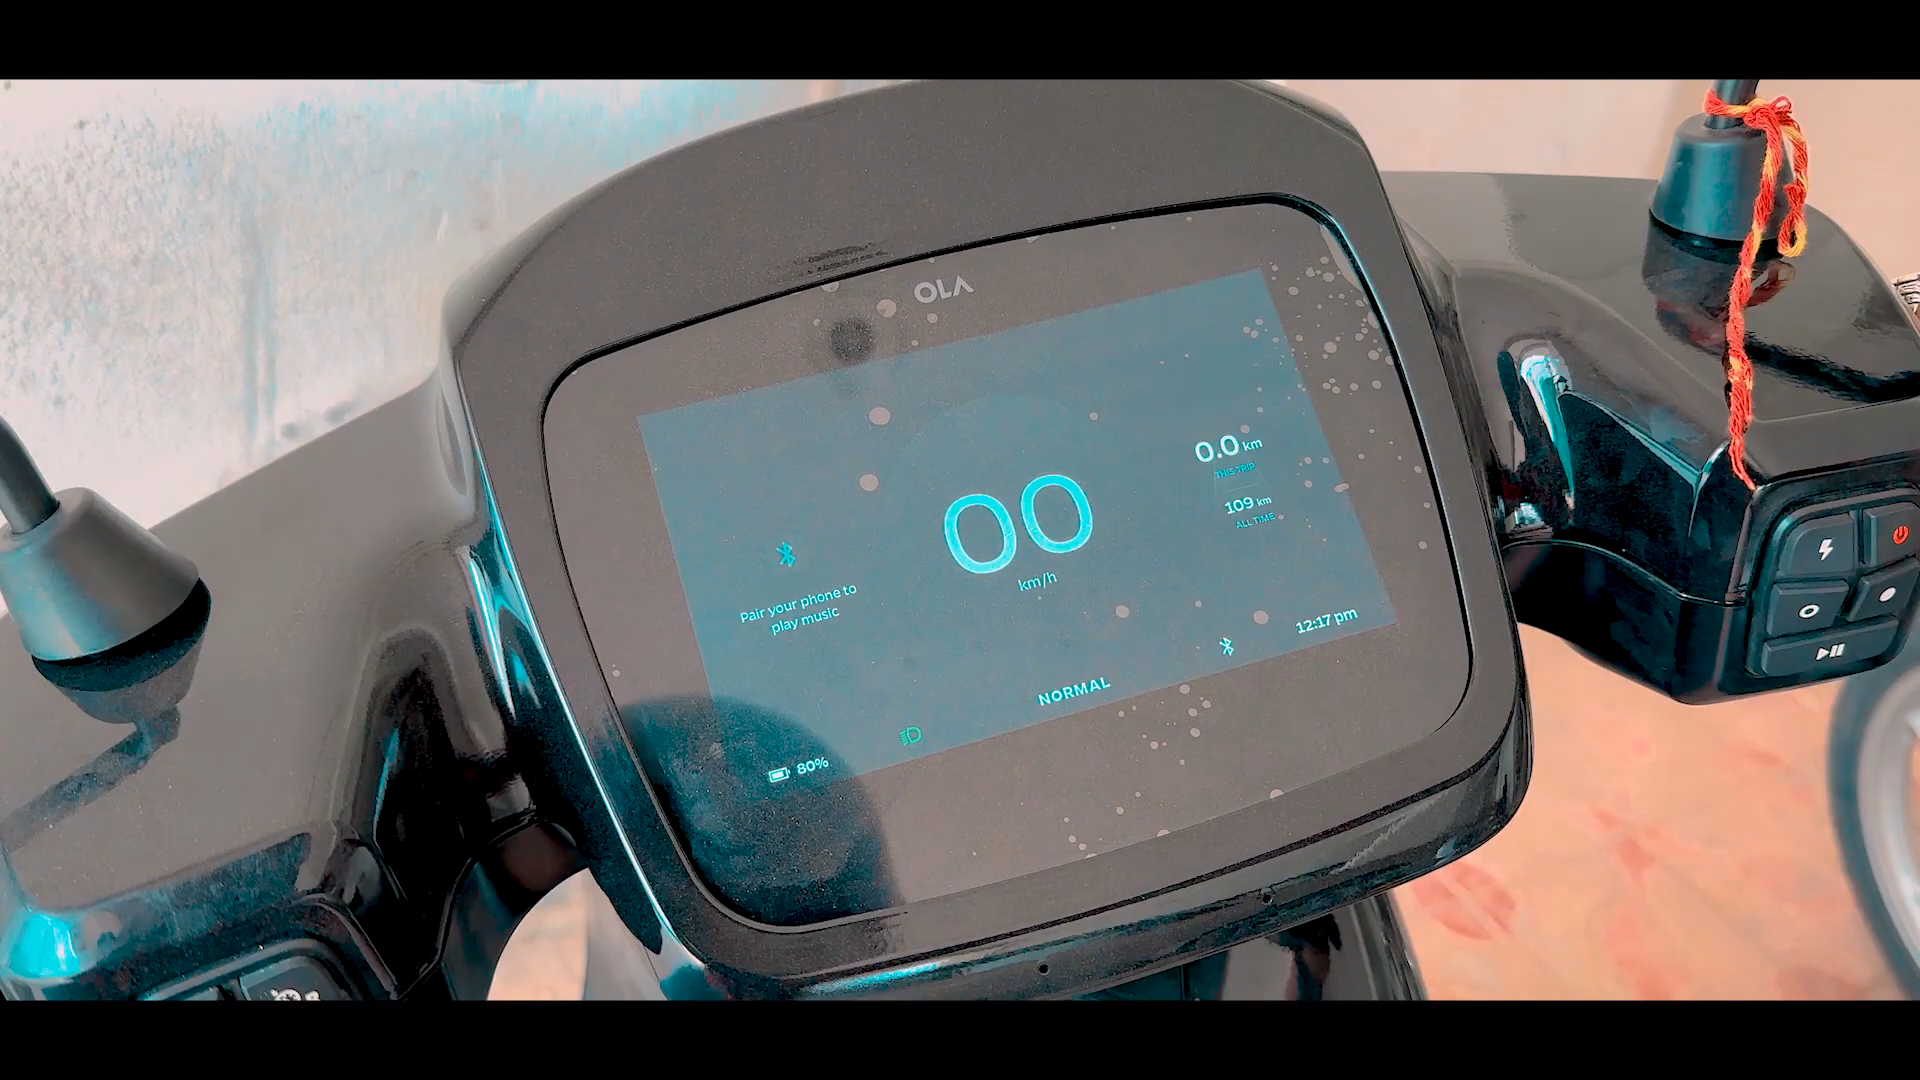 OLA
0.0 km
THIS TRIP
109 km
ALL TIME
00
km/h
Pair your phone to
play music
12:17 pm
NORMAL
80%